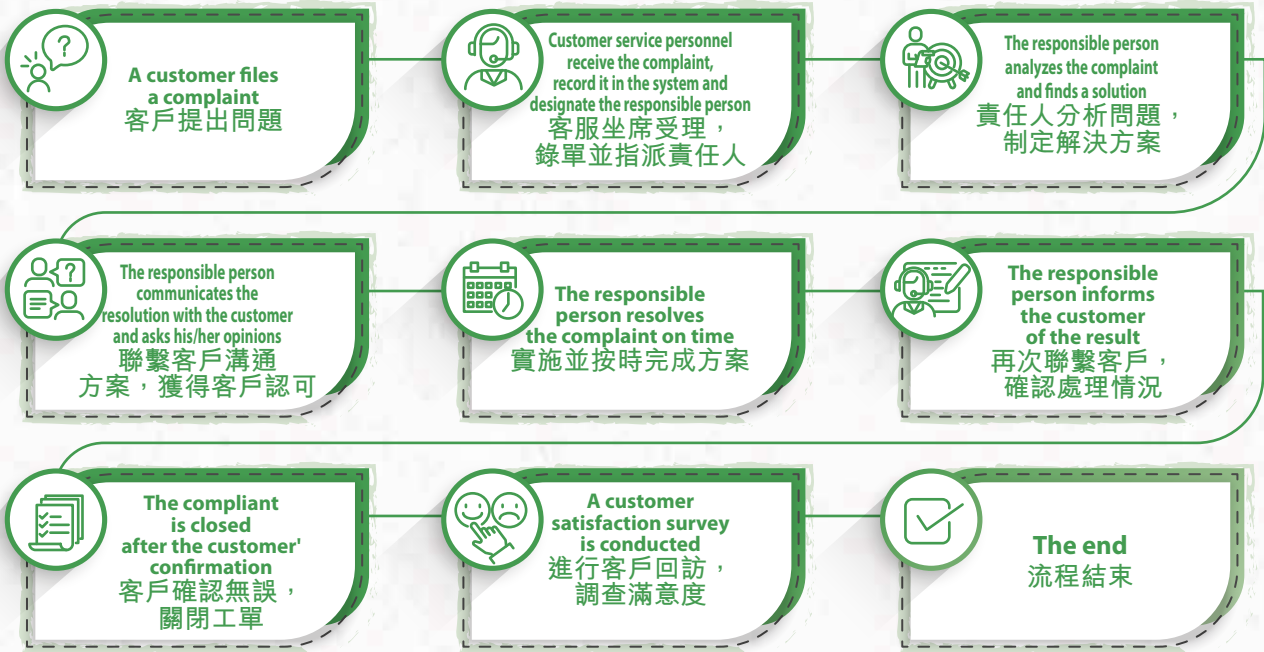 A customer files
a complaint
客戶提出問題
Customer service personnel
receive the complaint,
record it in the system and
designate the responsible person
客服坐席受理，
錄單並指派責任人
The responsible person
analyzes the complaint
and finds a solution
責任人分析問題，
制定解決方案
The responsible person
communicates the
resolution with the customer
and asks his/her opinions
聯繫客戶溝通
方案，獲得客戶認可
The responsible
person resolves
the complaint on time
實施並按時完成方案
The responsible
person informs
the customer
of the result
再次聯繫客戶，
確認處理情況
The compliant
is closed
after the customer'
confirmation
客戶確認無誤，
關閉工單
A customer
satisfaction survey
is conducted
進行客戶回訪，
調查滿意度
The end
流程結束